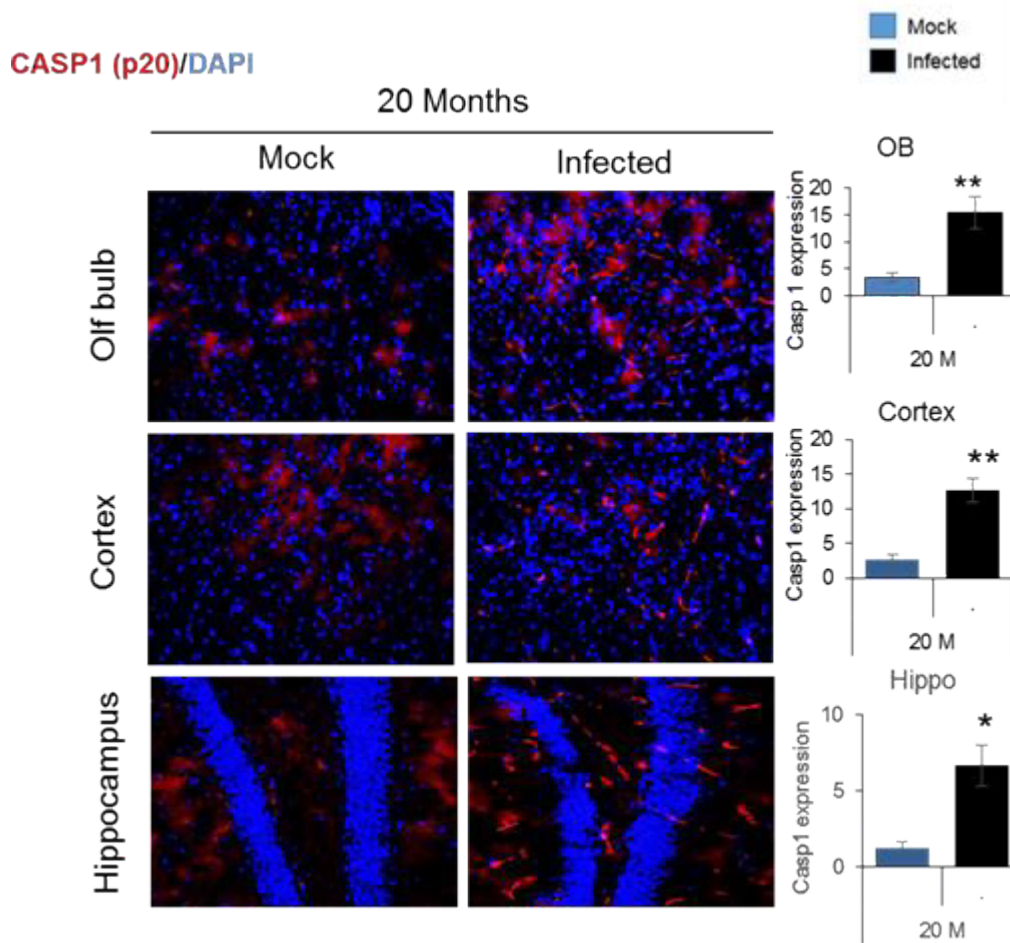 Mock
Infected
CASP1 (p20)/DAPI
20 Months
Mock
Infected
Olf bulb
Cortex
Hippocampus
OB
Casp 1 expression
20
15
10
5
0
**
20 M
Cortex
Casp1 expression
20
15
10
5
0
**
20 M
Hippo
Casp1 expression
10
5
0
*
20 M